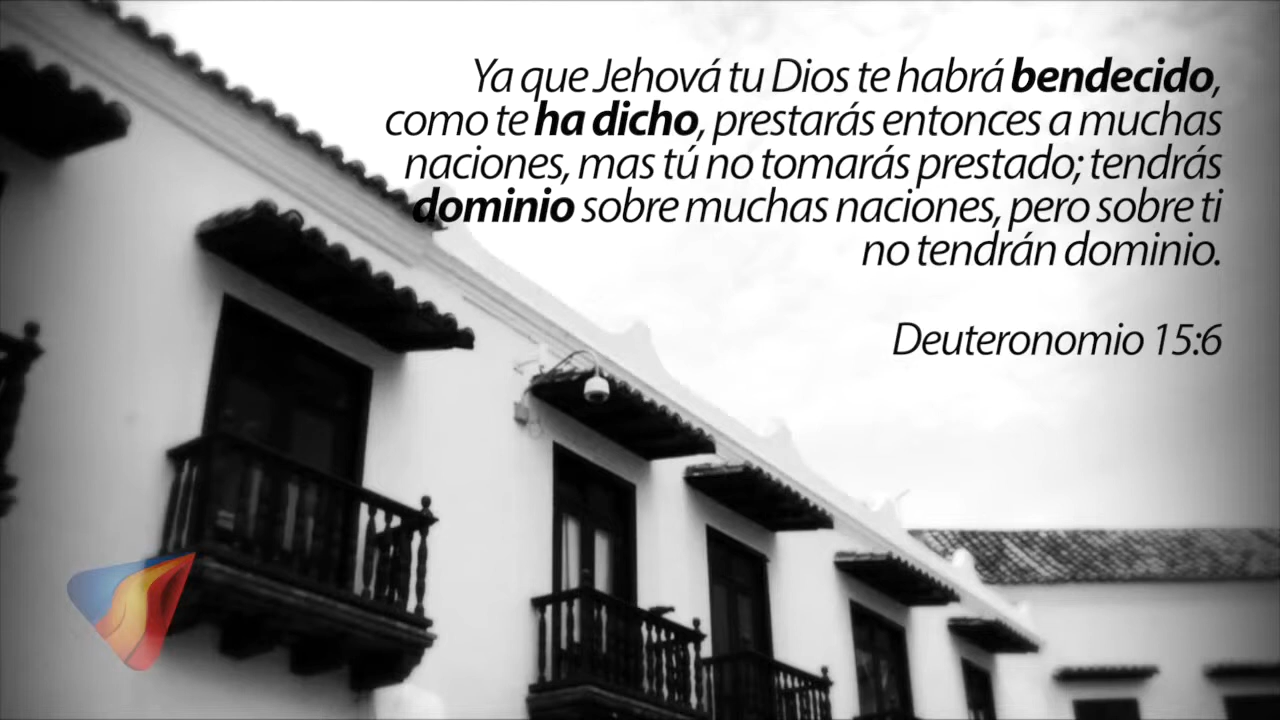 Ya que Jehová tu Dios te habrá bendecido,
como te ha dicho, prestarás entonces a muchas
naciones, mas tú no tomarás prestado; tendrás
dominio sobre muchas naciones, pero sobre ti
no tendrán dominio.
Deuteronomio 15:6